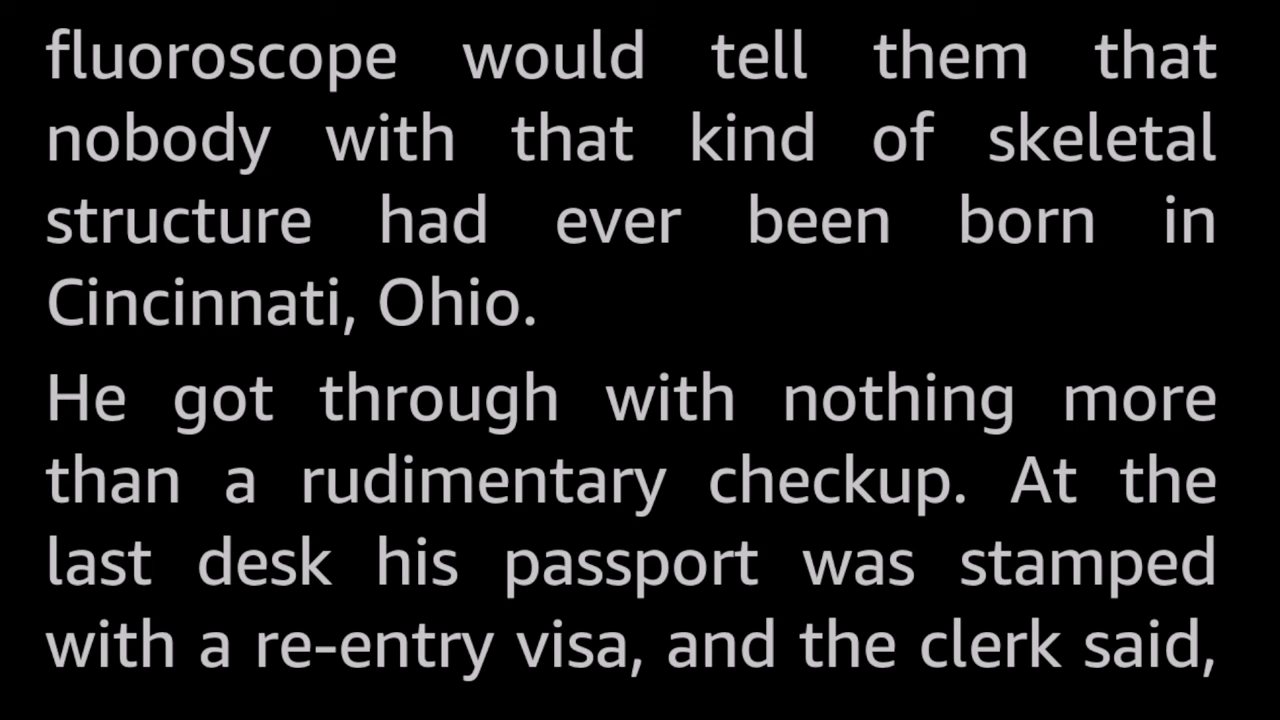 fluoroscope would tell them that
nobody with that kind of skeletal
structure had ever been born in
Cincinnati, Ohio.
He got through with nothing more
than a rudimentary checkup. At the
last desk his passport was stamped
with a re-entry visa, and the clerk said,